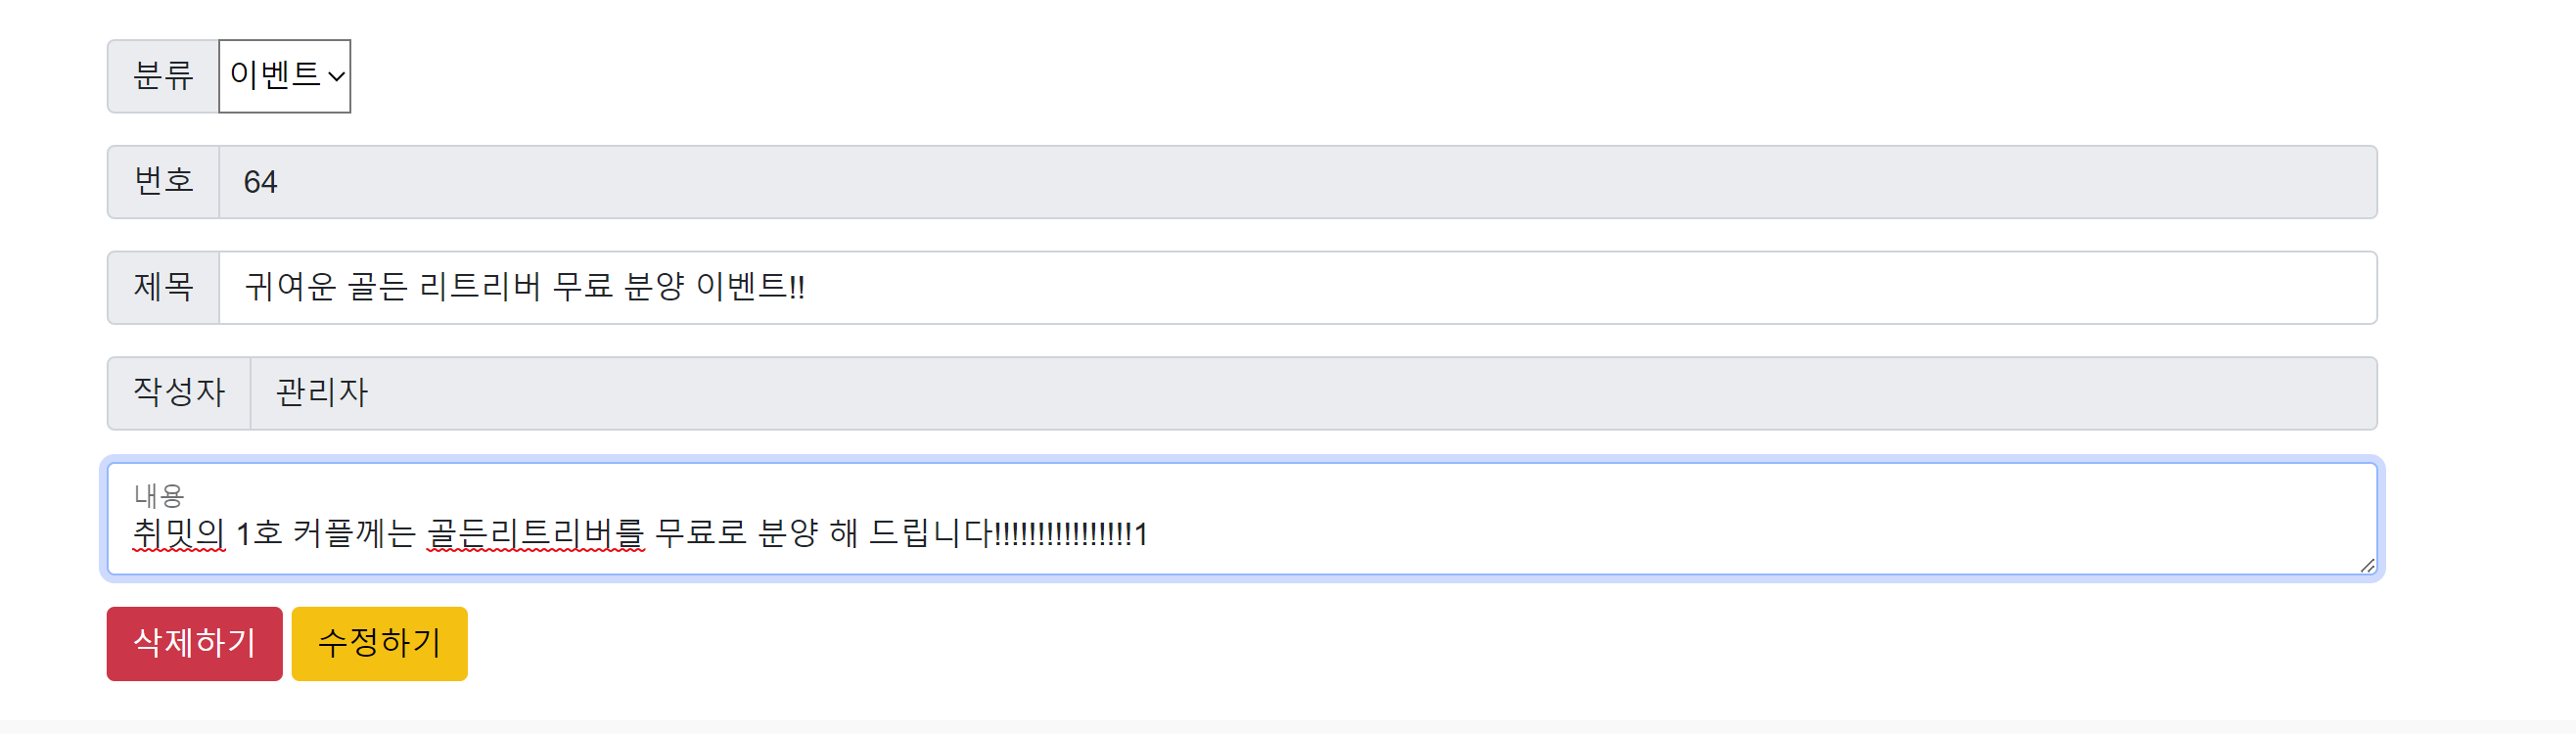 분류 이벤트
번호 64
제목 귀여운 골든 리트리버 무료 분양 이벤트!!
작성자 관리자
내용
취밋의 1호 커플께는 골든리트리버를 무료로 분양 해 드립니다!!!!!!!!!!!!!!!!1
삭제하기 수정하기